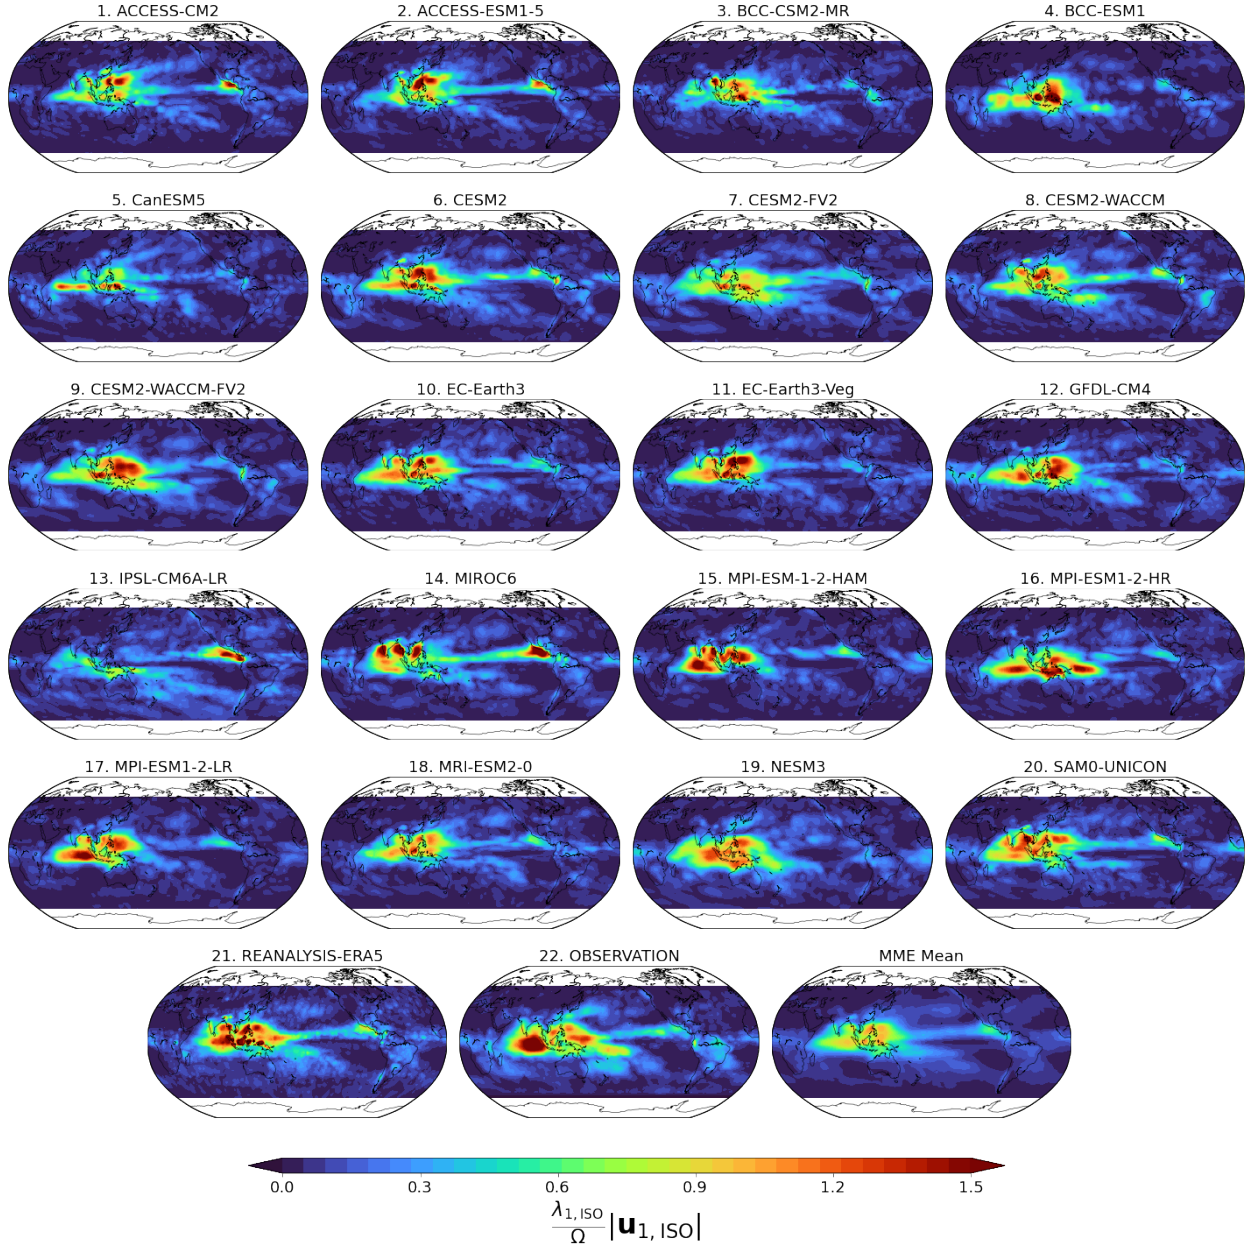 1. ACCESS-CM2
2. ACCESS-ESM1-5
3. BCC-CSM2-MR
4. BCC-ESM1
5. CanESM5
6. CESM2
7. CESM2-FV2
8. CESM2-WACCM
9. CESM2-WACCM-FV2
10. EC-Earth3
11. EC-Earth3-Veg
12. GFDL-CM4
13. IPSL-CM6A-LR
14. MIROC6
15. MPI-ESM-1-2-HAM
16. MPI-ESM1-2-HR
17. MPI-ESM1-2-LR
18. MRI-ESM2-0
19. NESM3
20. SAM0-UNICON
21. REANALYSIS-ERA5
22. OBSERVATION
MME Mean
0.0 0.3 0.6 0.9 1.2 1.5
λ1, ISO
Ω
|u1, ISO|